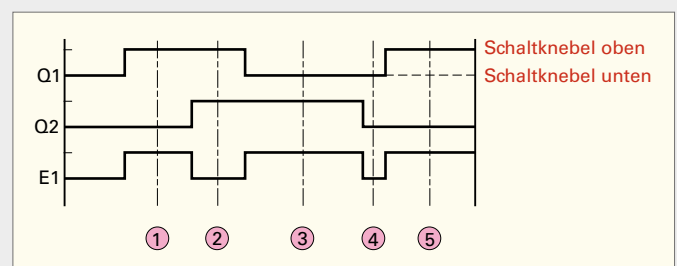 Schaltknebel oben
Q1 Schaltknebel unten
Q2
E1
1 2 3 4 5